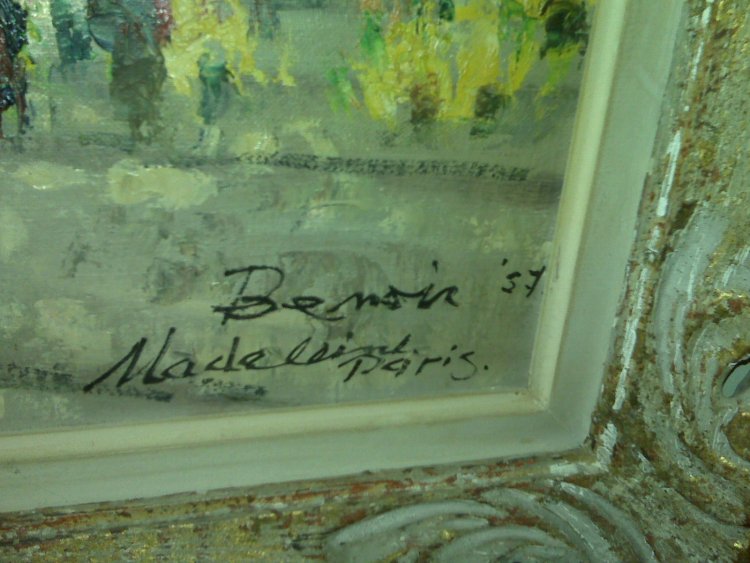 Benoit '57
Madeleine Paris.